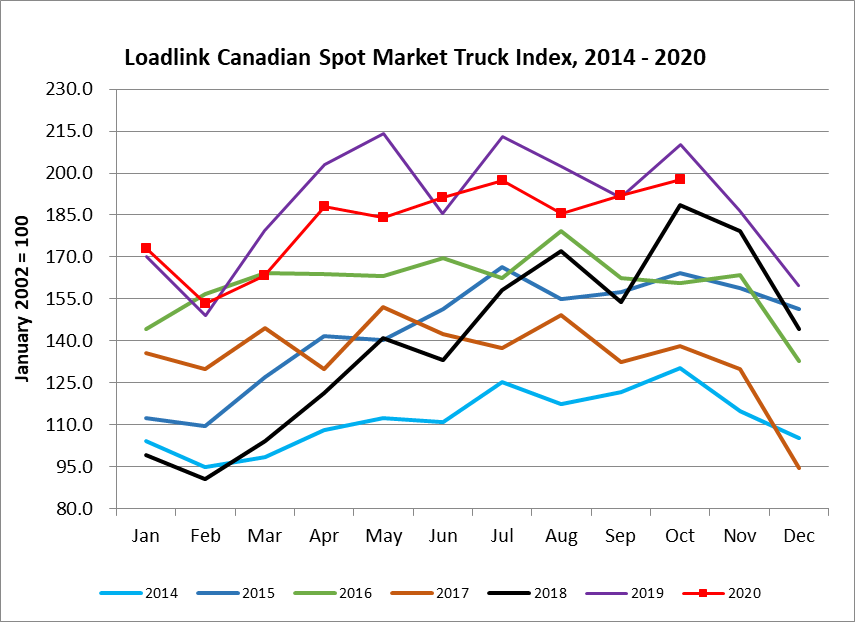 Loadlink Canadian Spot Market Truck Index, 2014 - 2020
January 2002 = 100
230.0
215.0
200.0
185.0
170.0
155.0
140.0
125.0
110.0
95.0
80.0
Jan Feb Mar Apr May Jun Jul Aug Sep Oct Nov Dec
2014 2015 2016 2017 2018 2019 2020